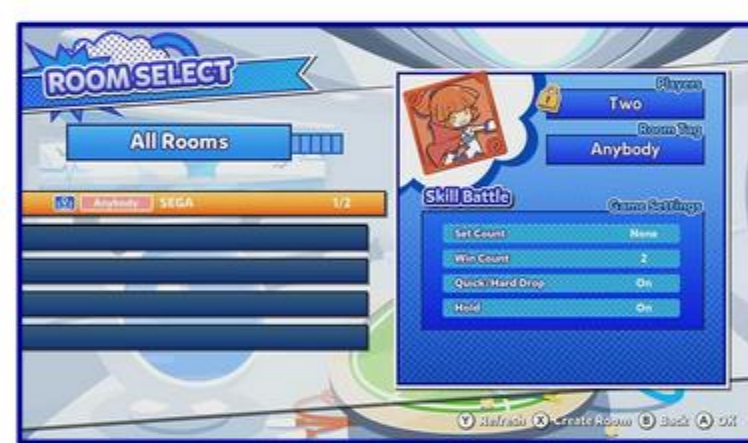 ROOM SELECT
All Rooms
Anybody SEGA 1/2
Players
Two
Room Tag
Anybody
Skill Battle
Game Settings
Set Count None
Win Count 2
Quick/Hard Drop On
Hold On
Y Refresh X Create Room B Back A OK